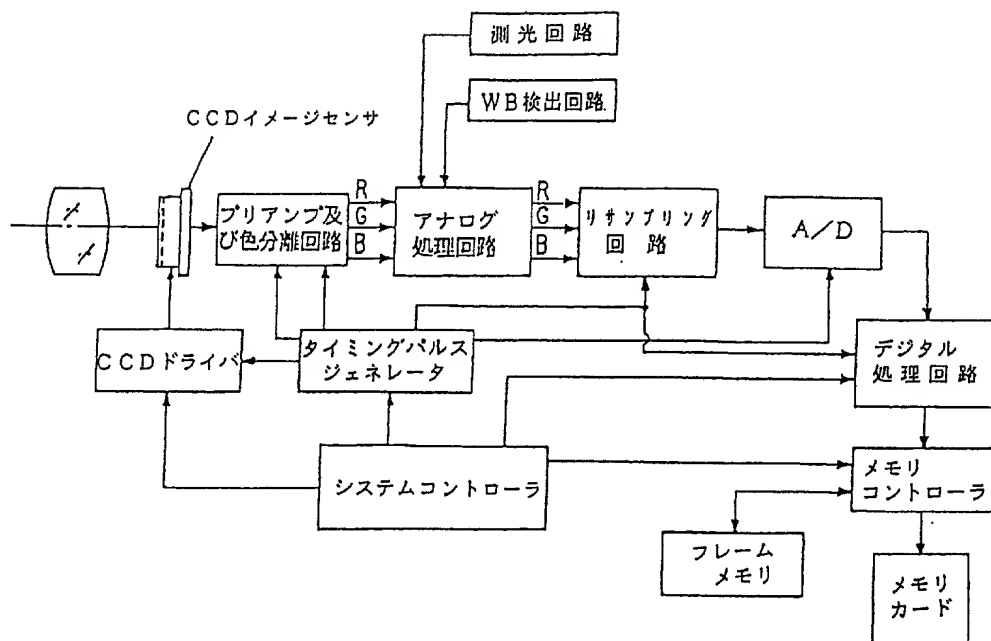 測光回路
WB検出回路
CCDイメージセンサ
プリアンプ及
び色分離回路
R
G
B
アナログ
処理回路
R
G
B
リサンプリング
回路
A/D
CCDドライバ
タイミングパルス
ジェネレータ
デジタル
処理回路
システムコントローラ
メモリ
コントローラ
フレーム
メモリ
メモリ
カード